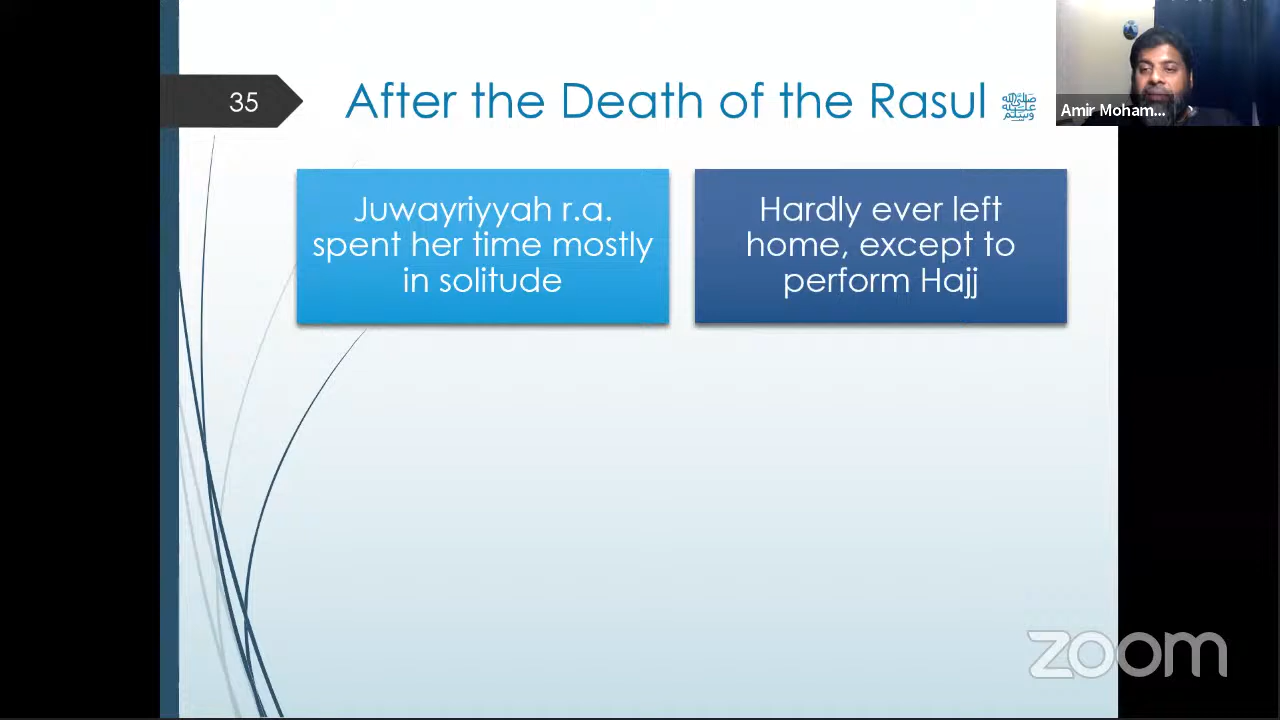 35
After the Death of the Rasul ﷺ
Juwayriyyah r.a.
spent her time mostly
in solitude
Hardly ever left
home, except to
perform Hajj
Amir Moham...
zoom